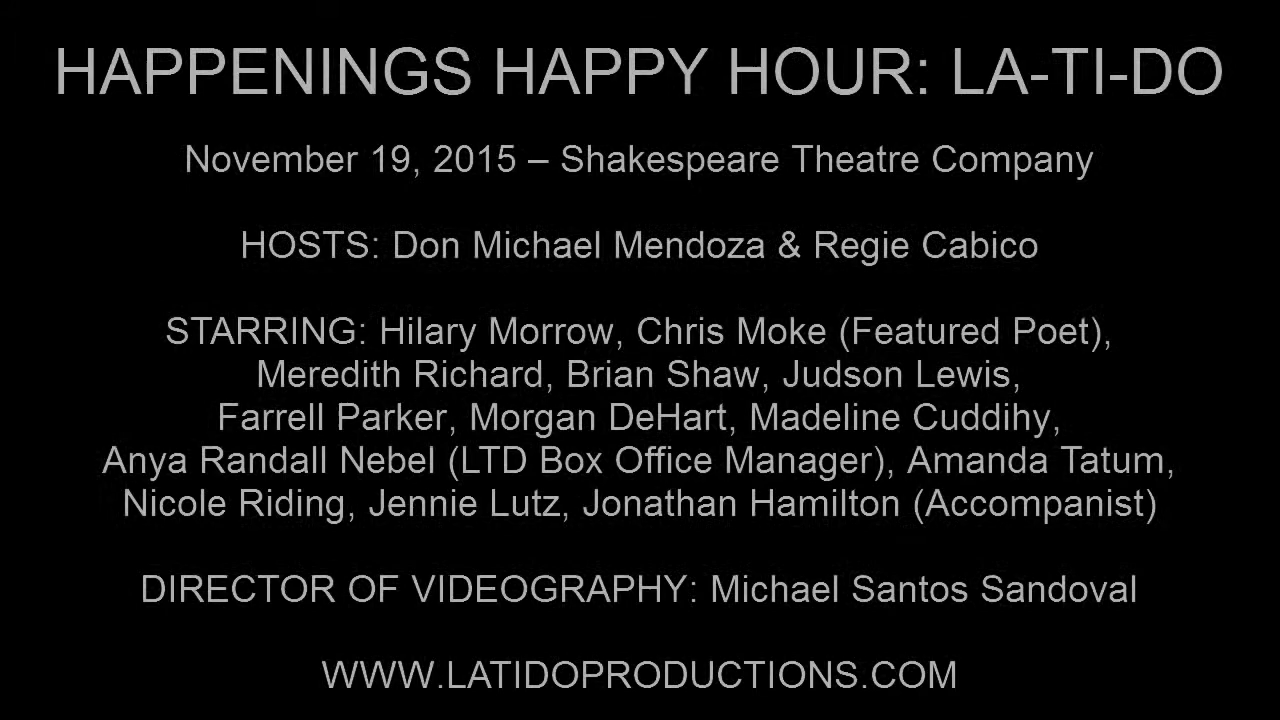 HAPPENINGS HAPPY HOUR: LA-TI-DO
November 19, 2015 – Shakespeare Theatre Company
HOSTS: Don Michael Mendoza & Regie Cabico
STARRING: Hilary Morrow, Chris Moke (Featured Poet),
Meredith Richard, Brian Shaw, Judson Lewis,
Farrell Parker, Morgan DeHart, Madeline Cuddihy,
Anya Randall Nebel (LTD Box Office Manager), Amanda Tatum,
Nicole Riding, Jennie Lutz, Jonathan Hamilton (Accompanist)
DIRECTOR OF VIDEOGRAPHY: Michael Santos Sandoval
WWW.LATIDOPRODUCTIONS.COM